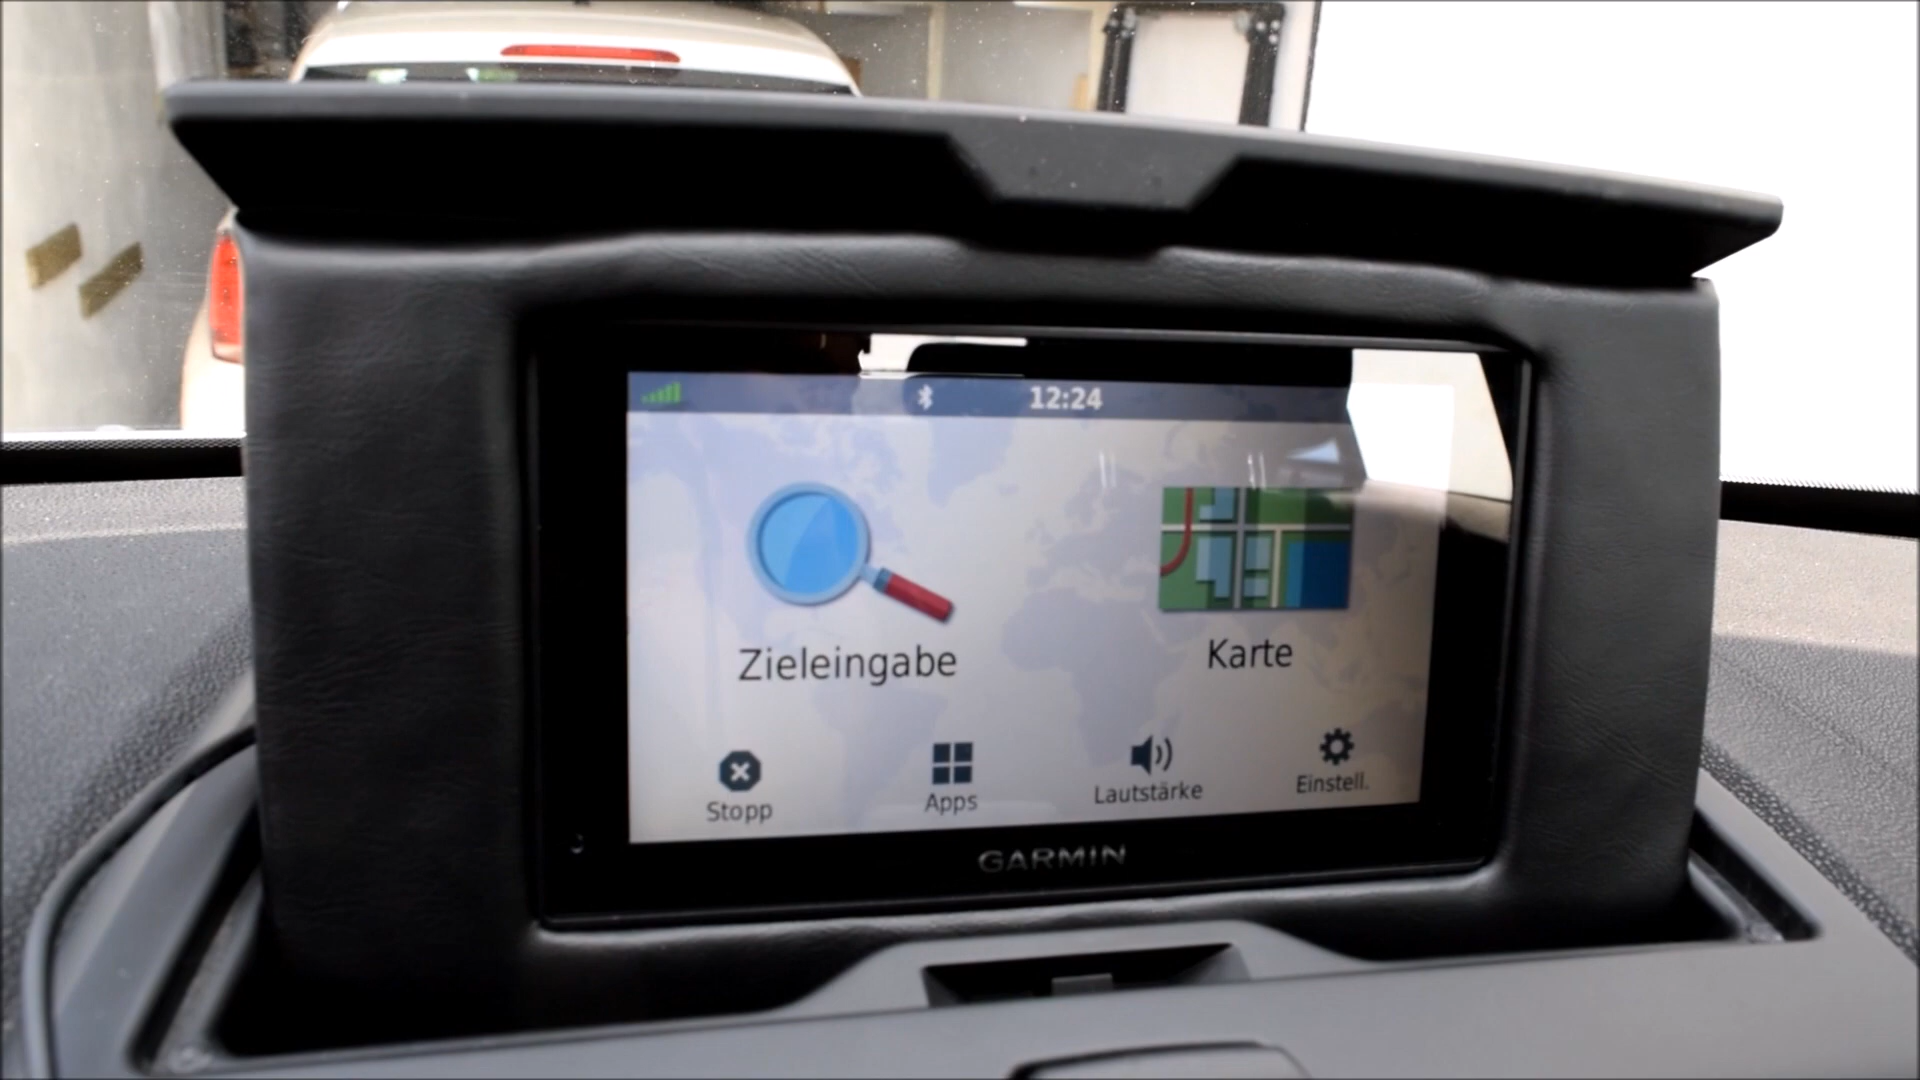 12:24
Zieleingabe
Karte
Stopp
Apps
Lautstärke
Einstell.
GARMIN